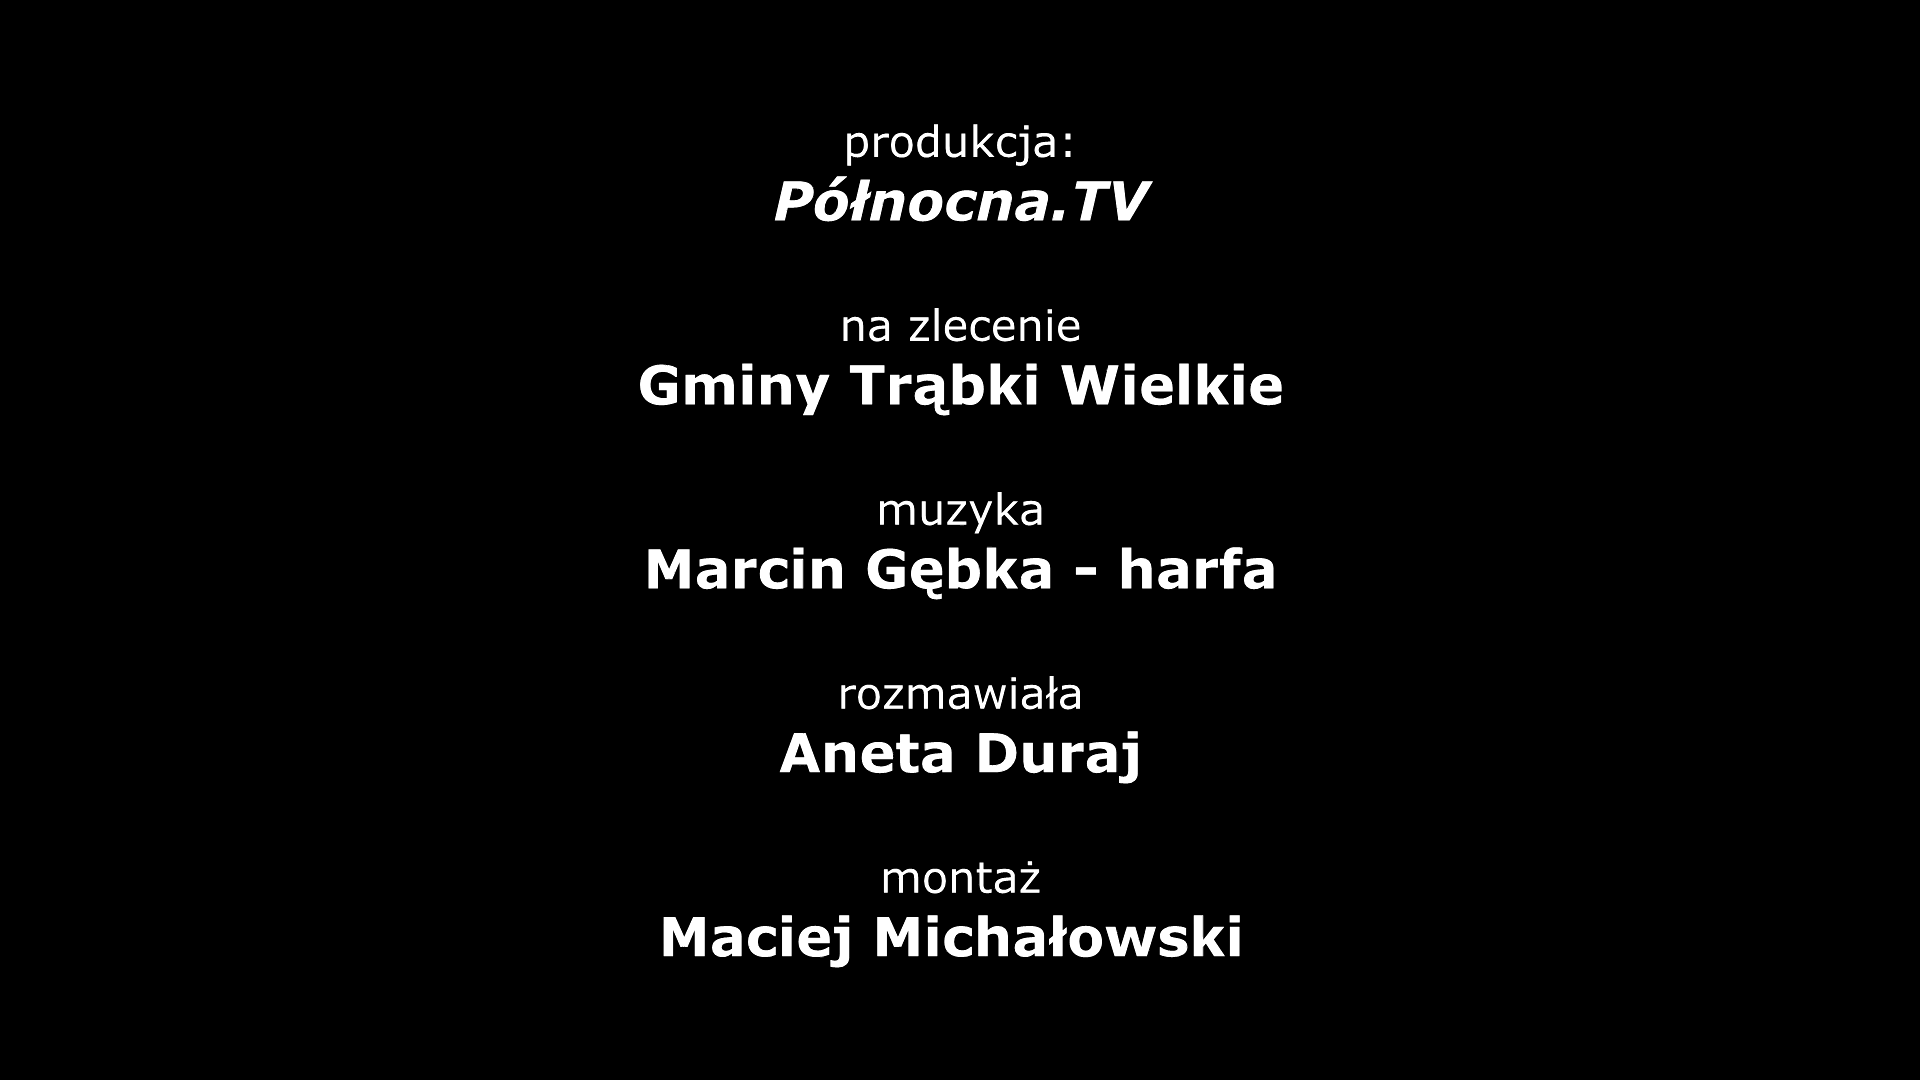 produkcja:
Północna.TV
na zlecenie
Gminy Trąbki Wielkie
muzyka
Marcin Gębka - harfa
rozmawiała
Aneta Duraj
montaż
Maciej Michałowski